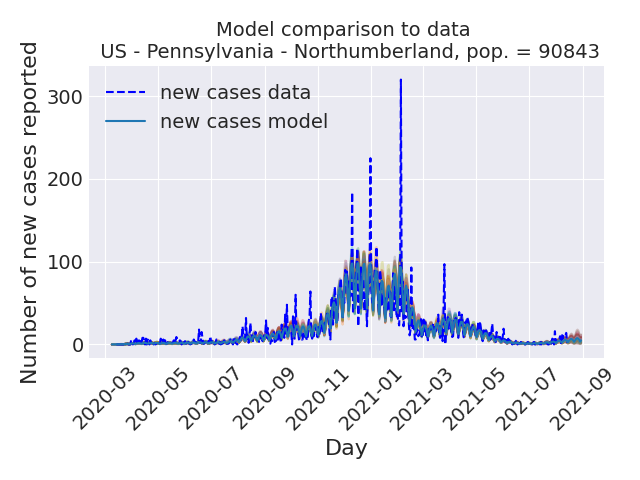 Model comparison to data
US - Pennsylvania - Northumberland, pop. = 90843
Number of new cases reported
300
200
100
0
new cases data
new cases model
2020-03
2020-05
2020-07
2020-09
2020-11
2021-01
2021-03
2021-05
2021-07
2021-09
Day